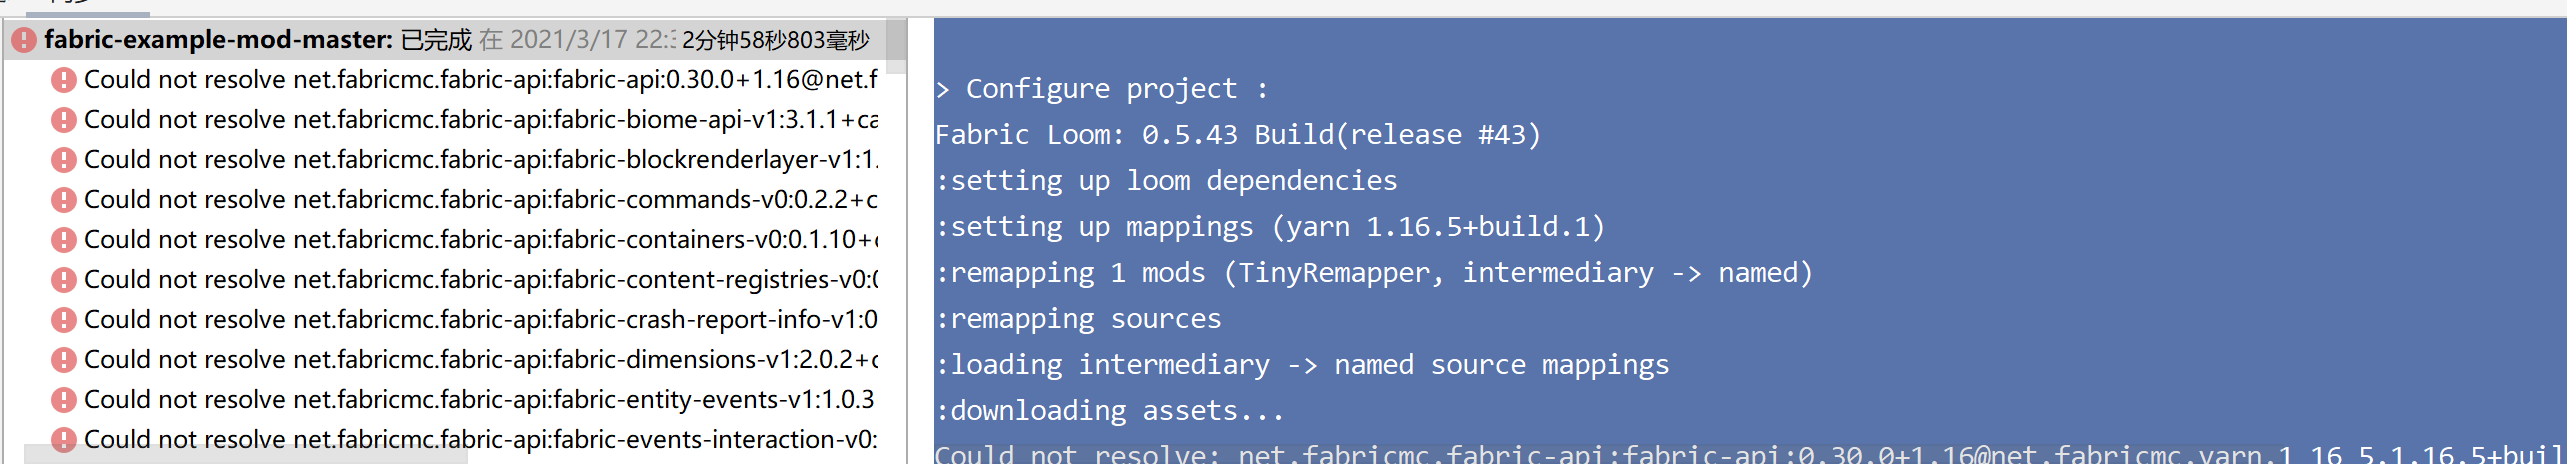 fabric-example-mod-master: 已完成 在 2021/3/17 22: 2分钟58秒803毫秒
Could not resolve net.fabricmc.fabric-api:fabric-api:0.30.0+1.16@net.f
Could not resolve net.fabricmc.fabric-api:fabric-biome-api-v1:3.1.1+ca
Could not resolve net.fabricmc.fabric-api:fabric-blockrenderlayer-v1:1.
Could not resolve net.fabricmc.fabric-api:fabric-commands-v0:0.2.2+c
Could not resolve net.fabricmc.fabric-api:fabric-containers-v0:0.1.10+c
Could not resolve net.fabricmc.fabric-api:fabric-content-registries-v0:0
Could not resolve net.fabricmc.fabric-api:fabric-crash-report-info-v1:0
Could not resolve net.fabricmc.fabric-api:fabric-dimensions-v1:2.0.2+c
Could not resolve net.fabricmc.fabric-api:fabric-entity-events-v1:1.0.3
Could not resolve net.fabricmc.fabric-api:fabric-events-interaction-v0:
> Configure project :
Fabric Loom: 0.5.43 Build(release #43)
:setting up loom dependencies
:setting up mappings (yarn 1.16.5+build.1)
:remapping 1 mods (TinyRemapper, intermediary -> named)
:remapping sources
:loading intermediary -> named source mappings
:downloading assets...
Could not resolve: net.fabricmc.fabric-api:fabric-api:0.30.0+1.16@net.fabricmc.yarn.1.16.5.1.16.5+buil